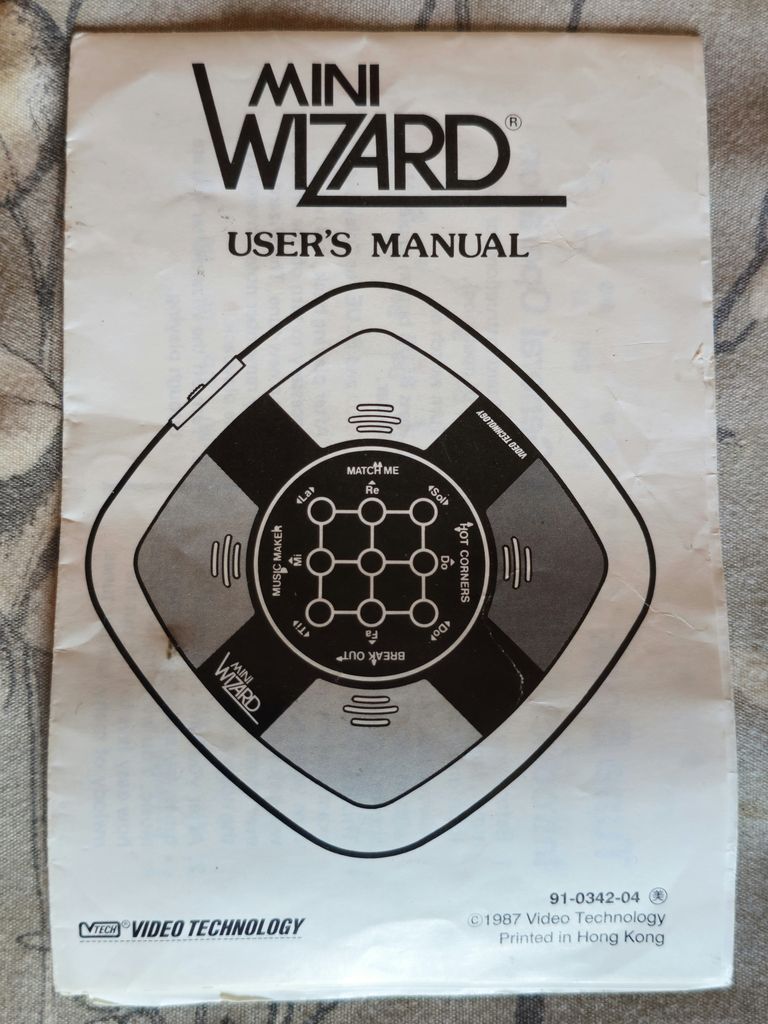 MINI
WIZARD®
USER'S MANUAL
VIDEO TECHNOLOGY
MATCH ME
La
Re
Sol
MUSIC MAKER
Mi
Do
HOT CORNERS
Ti
Fa
Do
BREAK OUT
MINI
WIZARD
91-0342-04 美
VTECH® VIDEO TECHNOLOGY
©1987 Video Technology
Printed in Hong Kong